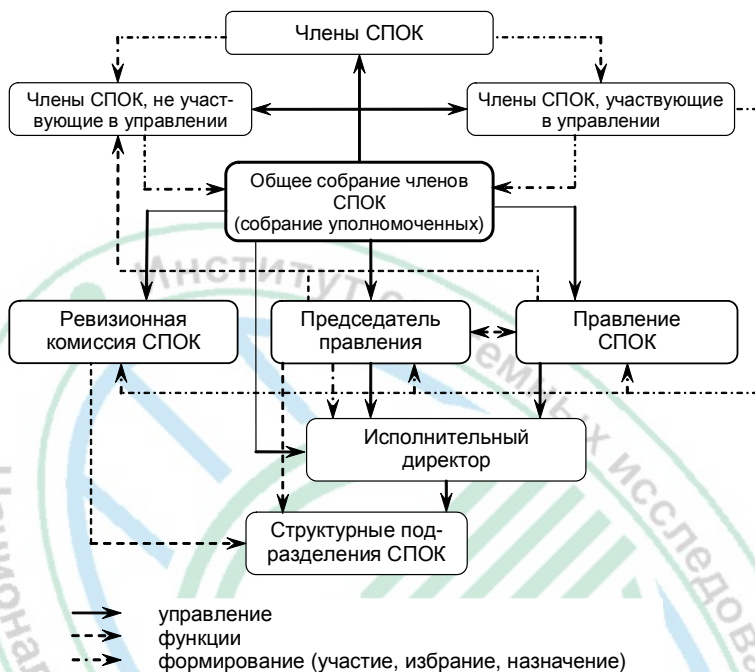 Члены СПОК
Члены СПОК, не участ-
вующие в управлении
Члены СПОК, участвующие
в управлении
Общее собрание членов
СПОК
(собрание уполномоченных)
Ревизионная
комиссия СПОК
Председатель
правления
Правление
СПОК
Исполнительный
директор
Структурные под-
разделения СПОК
управление
функции
формирование (участие, избрание, назначение)
Институт